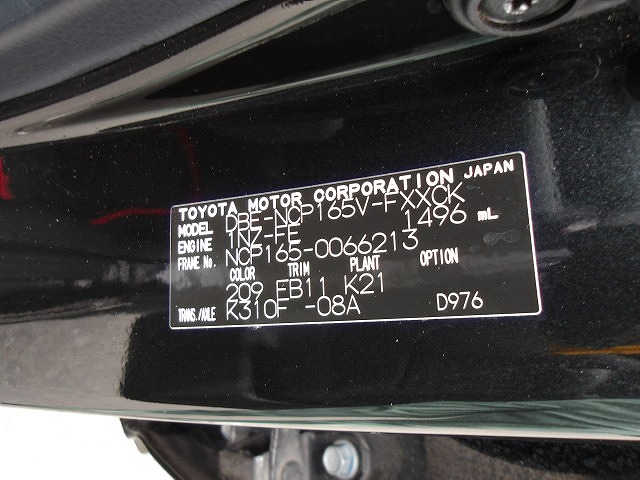 TOYOTA MOTOR CORPORATION JAPAN
MODEL DBE-NCP165V-FXXCK
ENGINE 1NZ-FE 1496 mL
FRAME No. NCP165-0066213
COLOR TRIM PLANT OPTION
209 EB11 K21
TRANS./AXLE K310F -08A D976